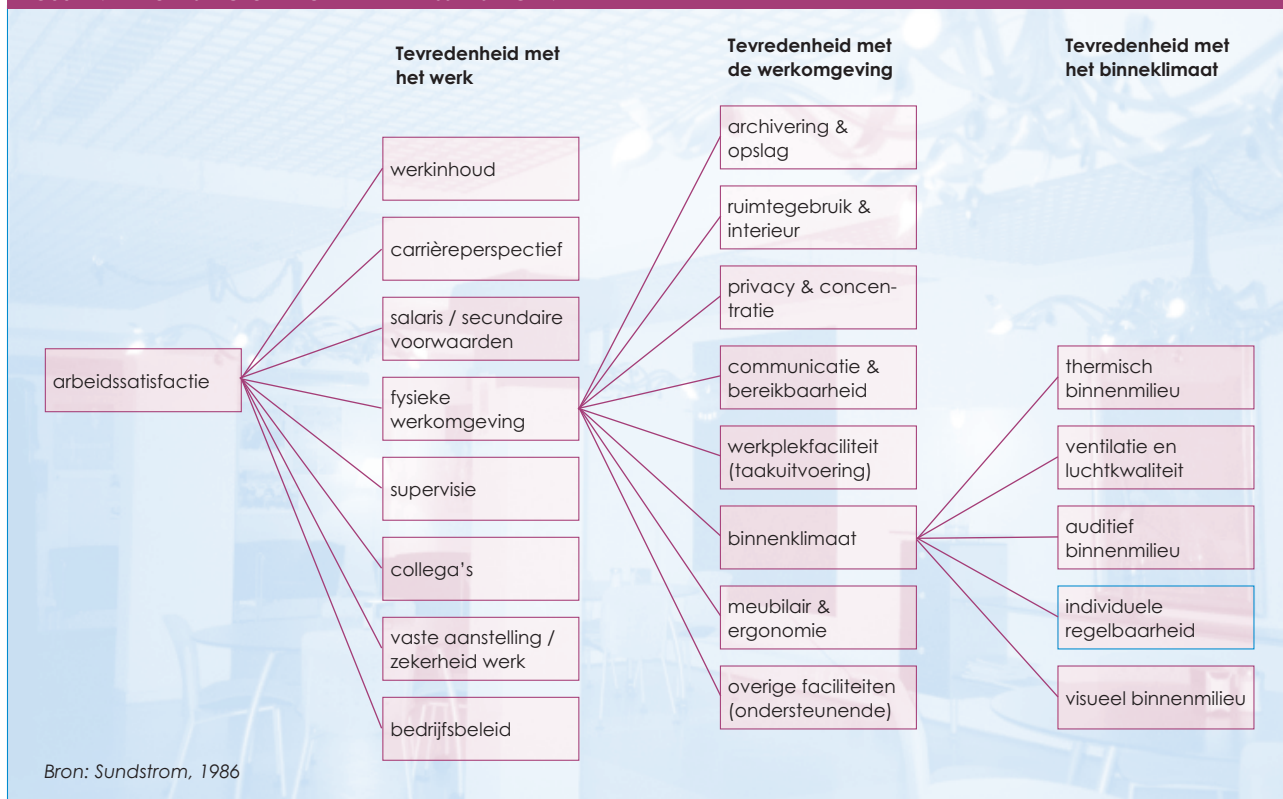 Tevredenheid met
het werk
Tevredenheid met
de werkomgeving
Tevredenheid met
het binneklimaat
arbeidssatisfactie
werkinhoud
carrièreperspectief
salaris / secundaire
voorwaarden
fysieke
werkomgeving
supervisie
collega's
vaste aanstelling /
zekerheid werk
bedrijfsbeleid
archivering &
opslag
ruimtegebruik &
interieur
privacy & concen-
tratie
communicatie &
bereikbaarheid
werkplekfaciliteit
(taakuitvoering)
binnenklimaat
meubilair &
ergonomie
overige faciliteiten
(ondersteunende)
thermisch
binnenmilieu
ventilatie en
luchtkwaliteit
auditief
binnenmilieu
individuele
regelbaarheid
visueel binnenmilieu
Bron: Sundstrom, 1986